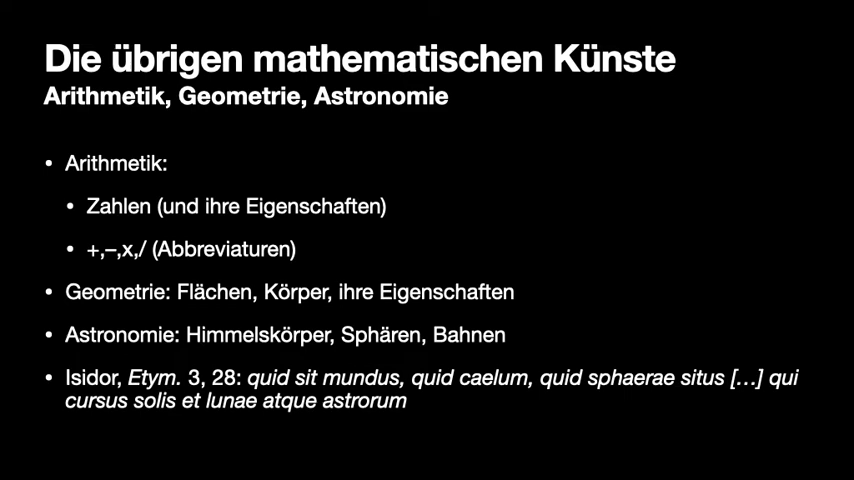 Die übrigen mathematischen Künste
Arithmetik, Geometrie, Astronomie
• Arithmetik:
• Zahlen (und ihre Eigenschaften)
• +,–,x,/ (Abbreviaturen)
• Geometrie: Flächen, Körper, ihre Eigenschaften
• Astronomie: Himmelskörper, Sphären, Bahnen
• Isidor, Etym. 3, 28: quid sit mundus, quid caelum, quid sphaerae situs […] qui
cursus solis et lunae atque astrorum